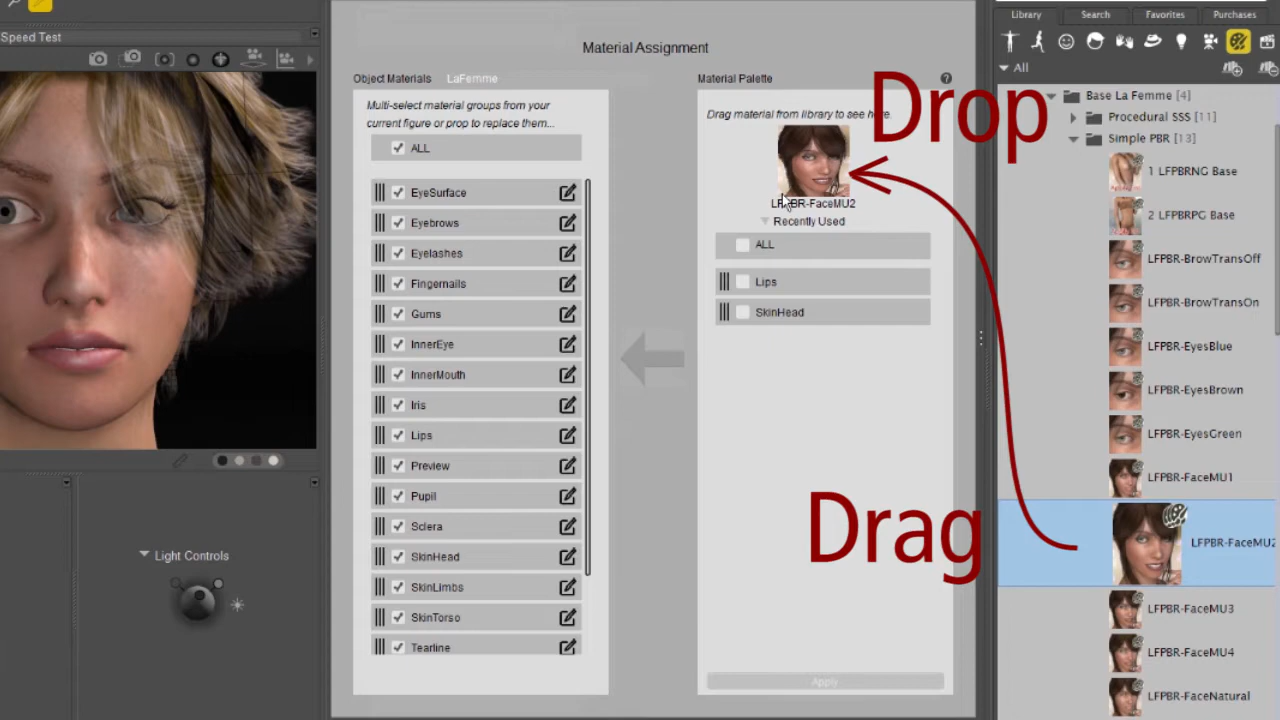 Speed Test
Light Controls
Material Assignment
Object Materials LaFemme
Multi-select material groups from your
current figure or prop to replace them...
ALL
EyeSurface
Eyebrows
Eyelashes
Fingernails
Gums
InnerEye
InnerMouth
Iris
Lips
Preview
Pupil
Sclera
SkinHead
SkinLimbs
SkinTorso
Tearline
Material Palette
?
Drag material from library to see here.
LFPBR-FaceMU2
Recently Used
ALL
Lips
SkinHead
Apply
Drop
Drag
Library Search Favorites Purchases
All
Base La Femme [4]
Procedural SSS [11]
Simple PBR [13]
1 LFPBRNG Base
2 LFPBRPG Base
LFPBR-BrowTransOff
LFPBR-BrowTransOn
LFPBR-EyesBlue
LFPBR-EyesBrown
LFPBR-EyesGreen
LFPBR-FaceMU1
LFPBR-FaceMU2
LFPBR-FaceMU3
LFPBR-FaceMU4
LFPBR-FaceNatural